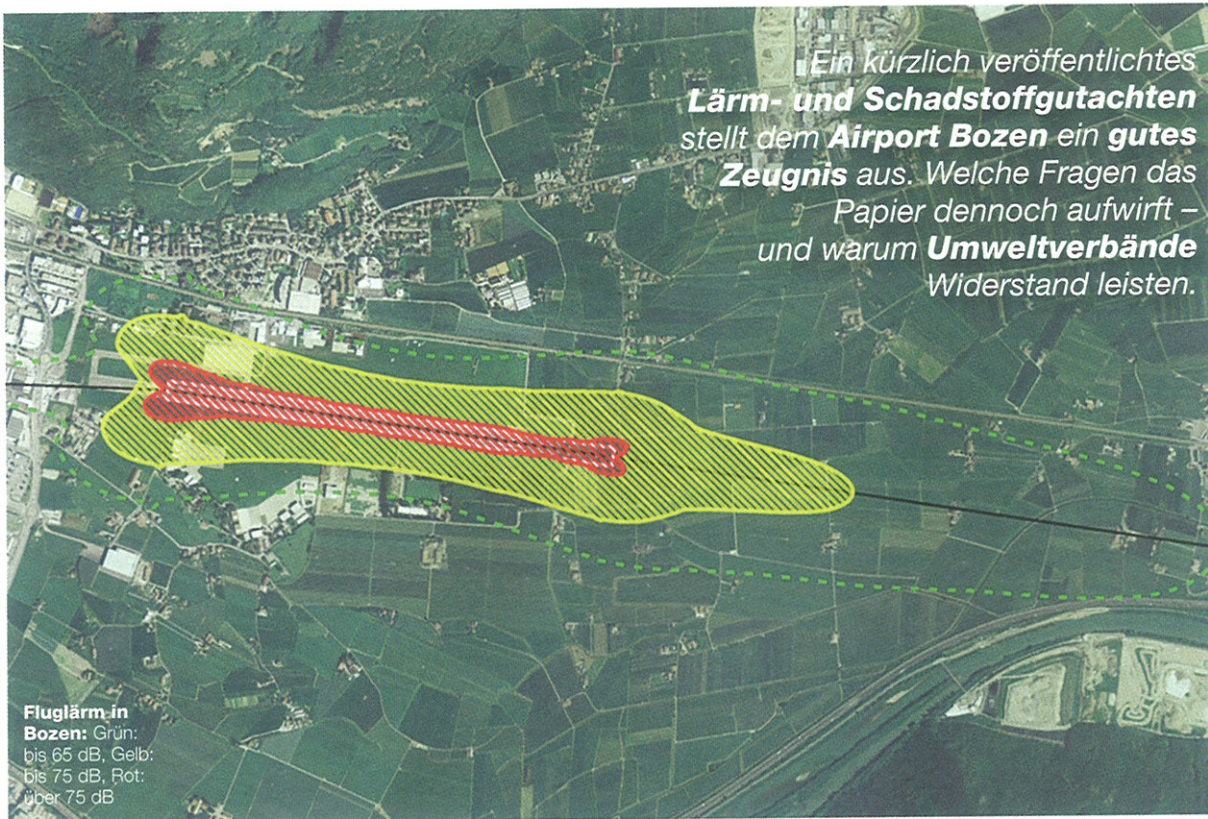 Ein kürzlich veröffentlichtes
Lärm- und Schadstoffgutachten
stellt dem Airport Bozen ein gutes
Zeugnis aus. Welche Fragen das
Papier dennoch aufwirft –
und warum Umweltverbände
Widerstand leisten.
Fluglärm in
Bozen: Grün:
bis 65 dB, Gelb:
bis 75 dB, Rot:
über 75 dB